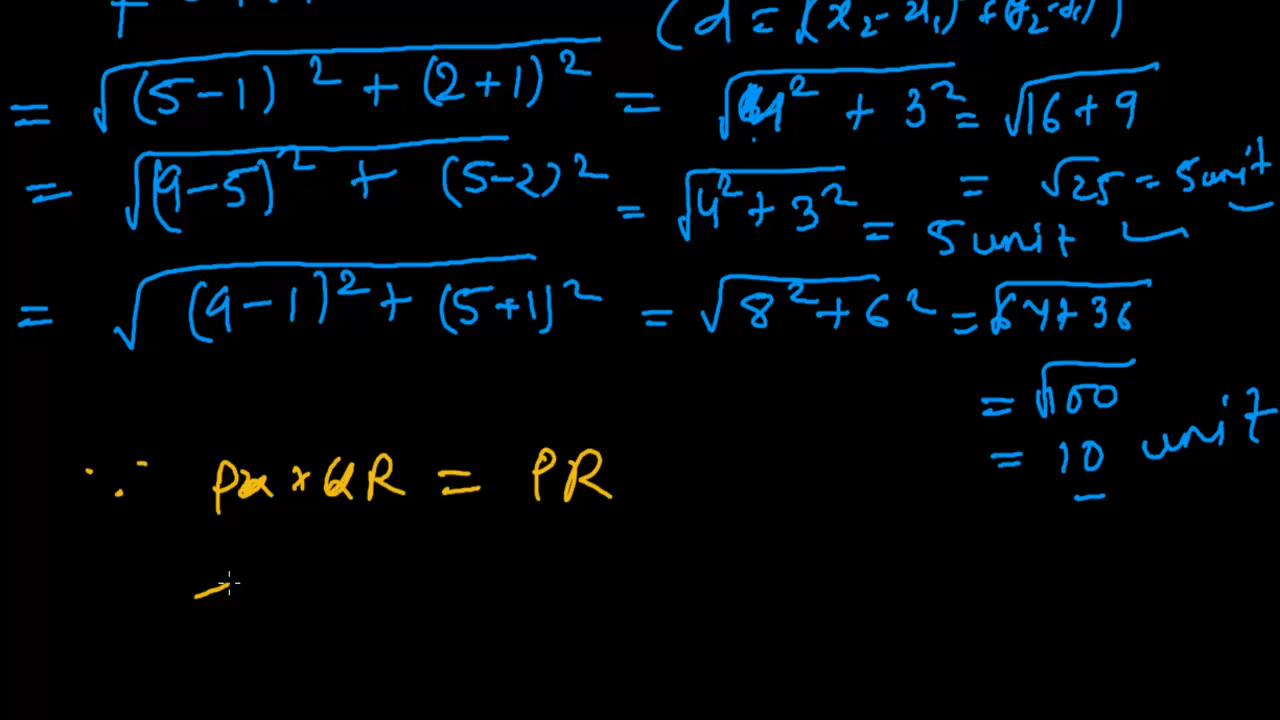 (d = √(x₂-x₁)² + (y₂-y₁)²)
= √(5-1)² + (2+1)² = √4² + 3² = √16+9
= √25 = 5unit
= √(9-5)² + (5-2)² = √4² + 3² = 5 unit
= √(9-1)² + (5+1)² = √8² + 6² = √64+36
= √100
= 10 unit
∵ PQ + QR = PR